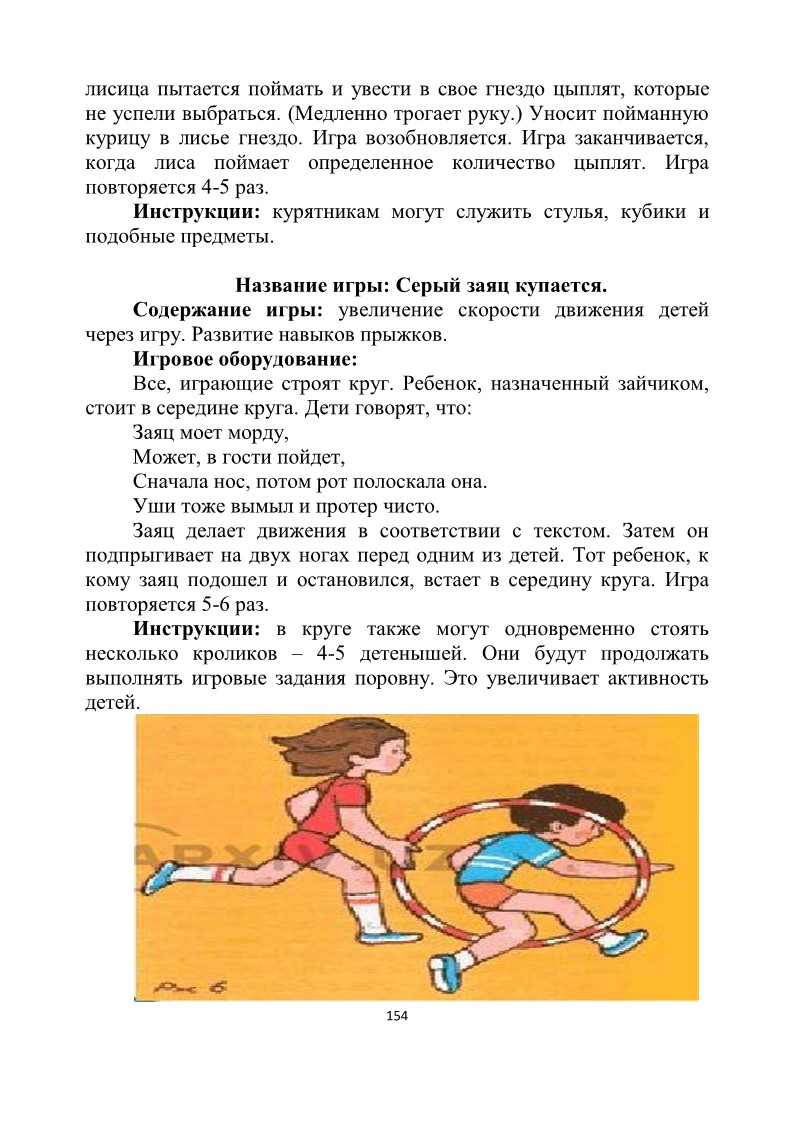 лисица пытается поймать и увести в свое гнездо цыплят, которые
не успели выбраться. (Медленно трогает руку.) Уносит пойманную
курицу в лисье гнездо. Игра возобновляется. Игра заканчивается,
когда лиса поймает определенное количество цыплят. Игра
повторяется 4-5 раз.
Инструкции: курятникам могут служить стулья, кубики и
подобные предметы.
Название игры: Серый заяц купается.
Содержание игры: увеличение скорости движения детей
через игру. Развитие навыков прыжков.
Игровое оборудование:
Все, играющие строят круг. Ребенок, назначенный зайчиком,
стоит в середине круга. Дети говорят, что:
Заяц моет морду,
Может, в гости пойдет,
Сначала нос, потом рот полоскала она.
Уши тоже вымыл и протер чисто.
Заяц делает движения в соответствии с текстом. Затем он
подпрыгивает на двух ногах перед одним из детей. Тот ребенок, к
кому заяц подошел и остановился, встает в середину круга. Игра
повторяется 5-6 раз.
Инструкции: в круге также могут одновременно стоять
несколько кроликов – 4-5 детенышей. Они будут продолжать
выполнять игровые задания поровну. Это увеличивает активность
детей.
ARXIV.UZ
Рис 6
154